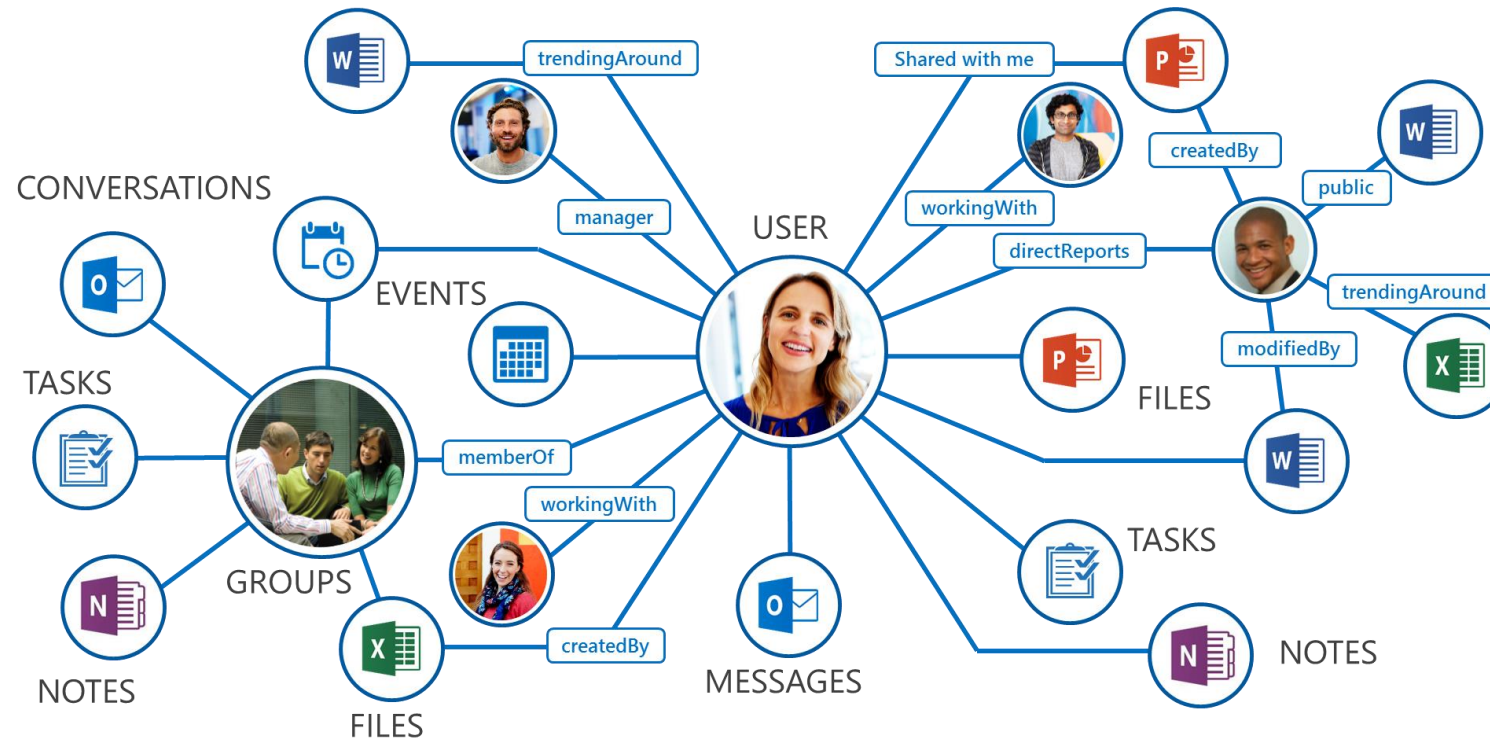 W
trendingAround
Shared with me
P
createdBy
W
public
CONVERSATIONS
manager
workingWith
USER
directReports
O
EVENTS
trendingAround
modifiedBy
P
X
TASKS
FILES
memberOf
W
workingWith
TASKS
GROUPS
N
O
createdBy
X
N
NOTES
MESSAGES
NOTES
FILES